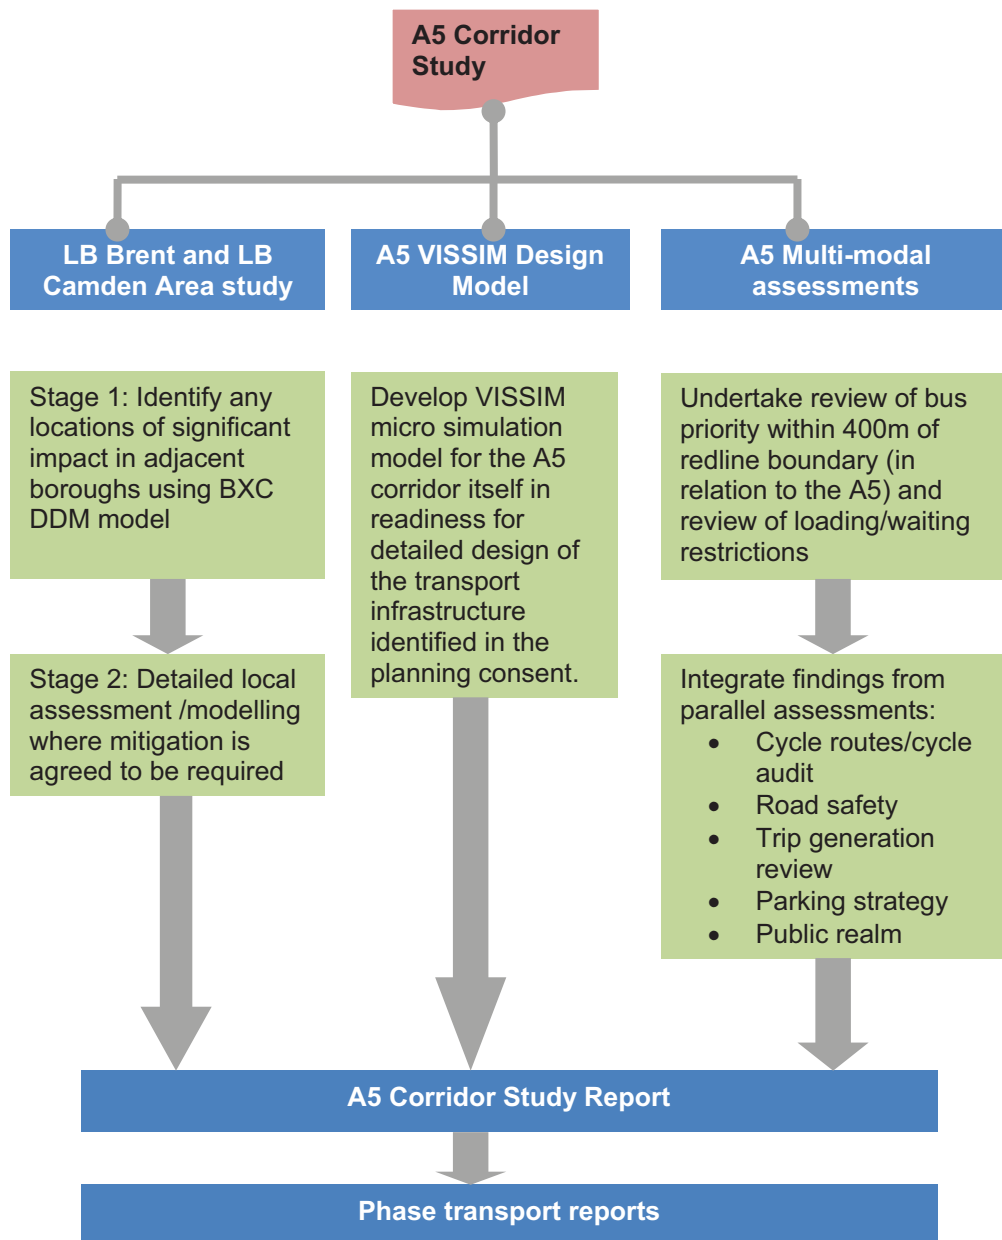 A5 Corridor
Study
LB Brent and LB
Camden Area study
A5 VISSIM Design
Model
A5 Multi-modal
assessments
Stage 1: Identify any
locations of significant
impact in adjacent
boroughs using BXC
DDM model
Stage 2: Detailed local
assessment /modelling
where mitigation is
agreed to be required
Develop VISSIM
micro simulation
model for the A5
corridor itself in
readiness for
detailed design of
the transport
infrastructure
identified in the
planning consent.
Undertake review of bus
priority within 400m of
redline boundary (in
relation to the A5) and
review of loading/waiting
restrictions
Integrate findings from
parallel assessments:
• Cycle routes/cycle
audit
• Road safety
• Trip generation
review
• Parking strategy
• Public realm
A5 Corridor Study Report
Phase transport reports